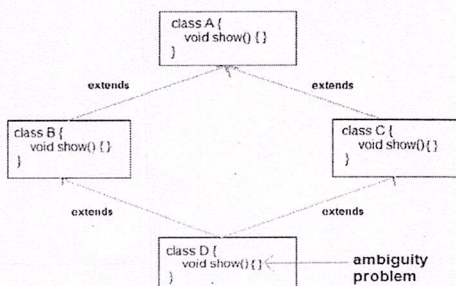 class A {
void show() { }
}
extends
extends
class B {
void show() { }
}
class C {
void show(){ }
}
extends
extends
class D {
void show(){ }
}
ambiguity
problem